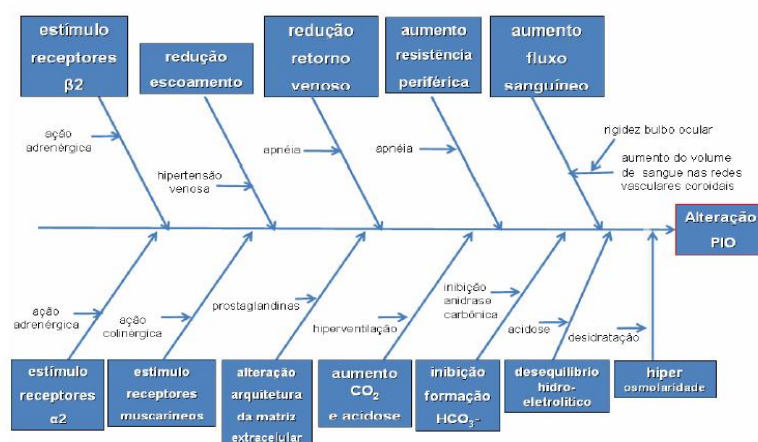 estímulo
receptores
β2
redução
escoamento
redução
retorno
venoso
aumento
resistência
periférica
aumento
fluxo
sanguíneo
ação
adrenérgica
hipertensão
venosa
apnéia
apnéia
rigidez bulbo ocular
aumento do volume
de sangue nas redes
vasculares coroidais
Alteração
PIO
ação
adrenérgica
ação
colinérgica
prostaglandinas
hiperventilação
inibição
anidrase
carbônica
acidose
desidratação
estímulo
receptores
α2
estímulo
receptores
muscaríneos
alteração
arquitetura
da matriz
extracelular
aumento
CO₂
e acidose
inibição
formação
HCO₃-
desequilíbrio
hidro-
eletrolítico
hiper
osmolaridade